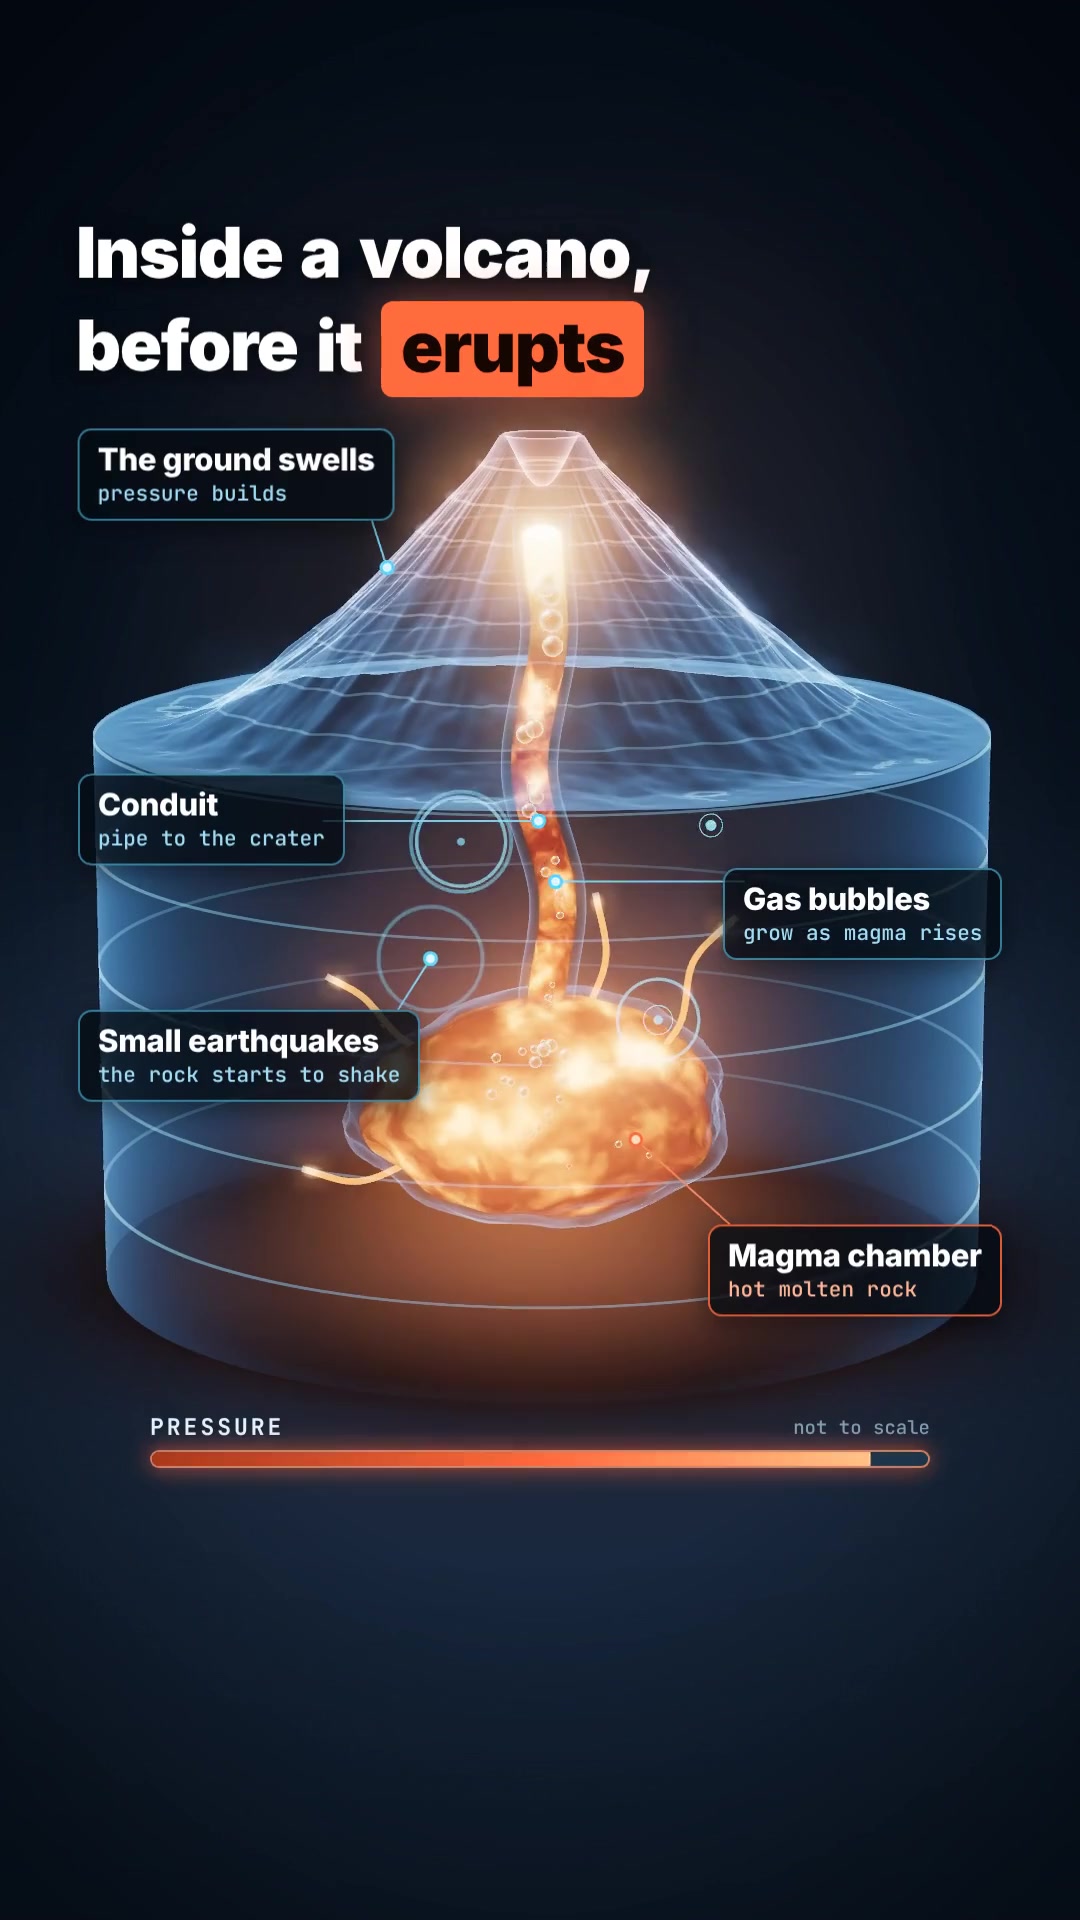 Inside a volcano,
before it erupts
The ground swells
pressure builds
Conduit
pipe to the crater
Gas bubbles
grow as magma rises
Small earthquakes
the rock starts to shake
Magma chamber
hot molten rock
PRESSURE
not to scale